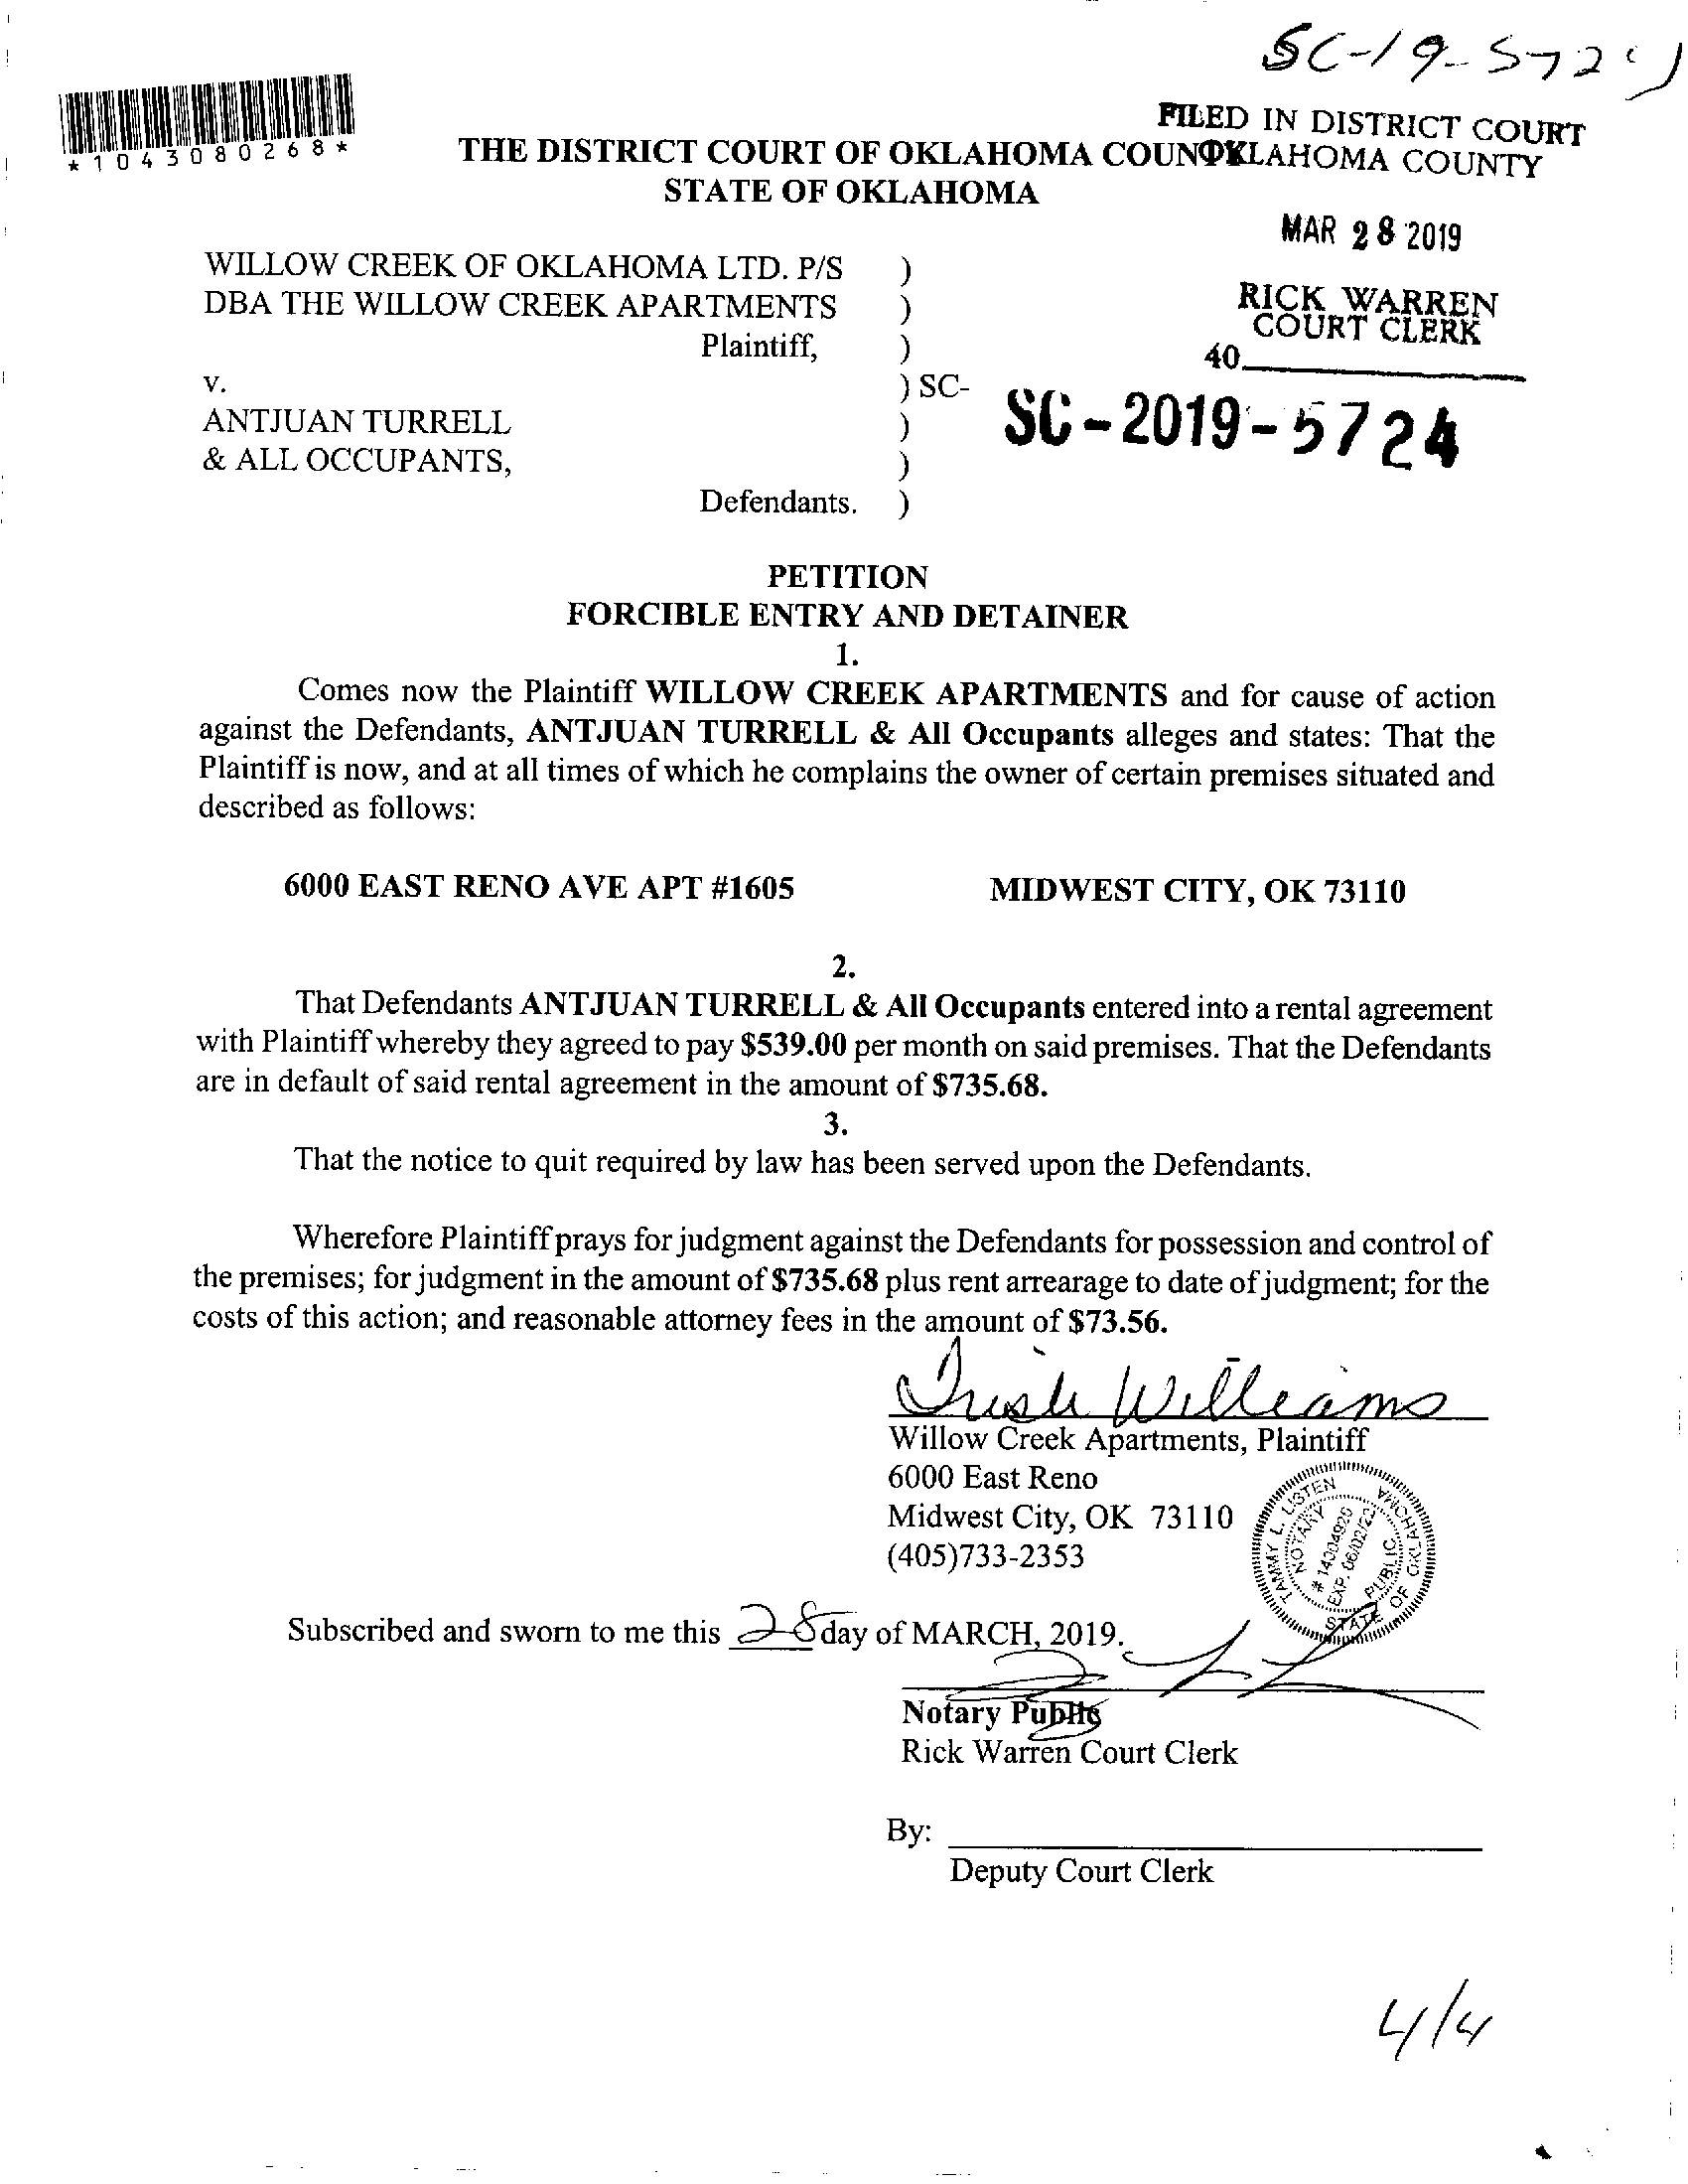 SC-19-5724
*1043080268*
FILED IN DISTRICT COURT
OKLAHOMA COUNTY
THE DISTRICT COURT OF OKLAHOMA COUNTY
STATE OF OKLAHOMA
MAR 28 2019
RICK WARREN
COURT CLERK
40
WILLOW CREEK OF OKLAHOMA LTD. P/S )
DBA THE WILLOW CREEK APARTMENTS )
Plaintiff, )
v. ) SC- SC-2019-5724
ANTJUAN TURRELL )
& ALL OCCUPANTS, )
Defendants. )
PETITION
FORCIBLE ENTRY AND DETAINER
1.
Comes now the Plaintiff WILLOW CREEK APARTMENTS and for cause of action
against the Defendants, ANTJUAN TURRELL & All Occupants alleges and states: That the
Plaintiff is now, and at all times of which he complains the owner of certain premises situated and
described as follows:
6000 EAST RENO AVE APT #1605 MIDWEST CITY, OK 73110
2.
That Defendants ANTJUAN TURRELL & All Occupants entered into a rental agreement
with Plaintiff whereby they agreed to pay $539.00 per month on said premises. That the Defendants
are in default of said rental agreement in the amount of $735.68.
3.
That the notice to quit required by law has been served upon the Defendants.
Wherefore Plaintiff prays for judgment against the Defendants for possession and control of
the premises; for judgment in the amount of $735.68 plus rent arrearage to date of judgment; for the
costs of this action; and reasonable attorney fees in the amount of $73.56.
Trish Williams
Willow Creek Apartments, Plaintiff
6000 East Reno
Midwest City, OK 73110
(405)733-2353
TAMMY L. LISTEN
NOTARY
# 14004926
EXP. 06/02/22
PUBLIC
STATE OF OKLAHOMA
Subscribed and sworn to me this 28 day of MARCH, 2019.
Notary Public
Rick Warren Court Clerk
By:
Deputy Court Clerk
4/4